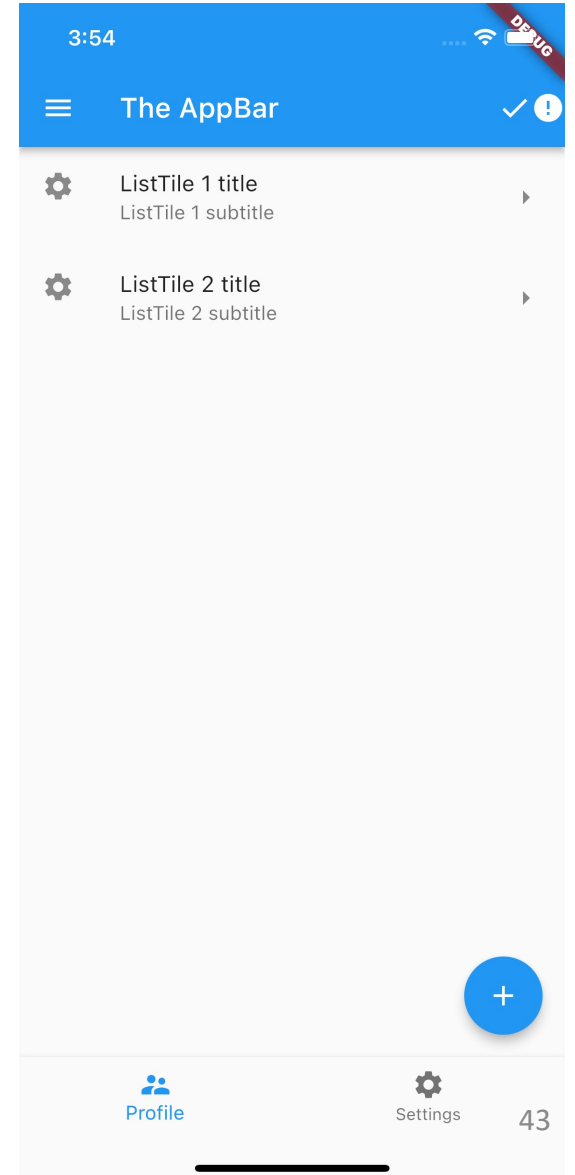 3:54
DEBUG
The AppBar
ListTile 1 title
ListTile 1 subtitle
ListTile 2 title
ListTile 2 subtitle
Profile
Settings
43